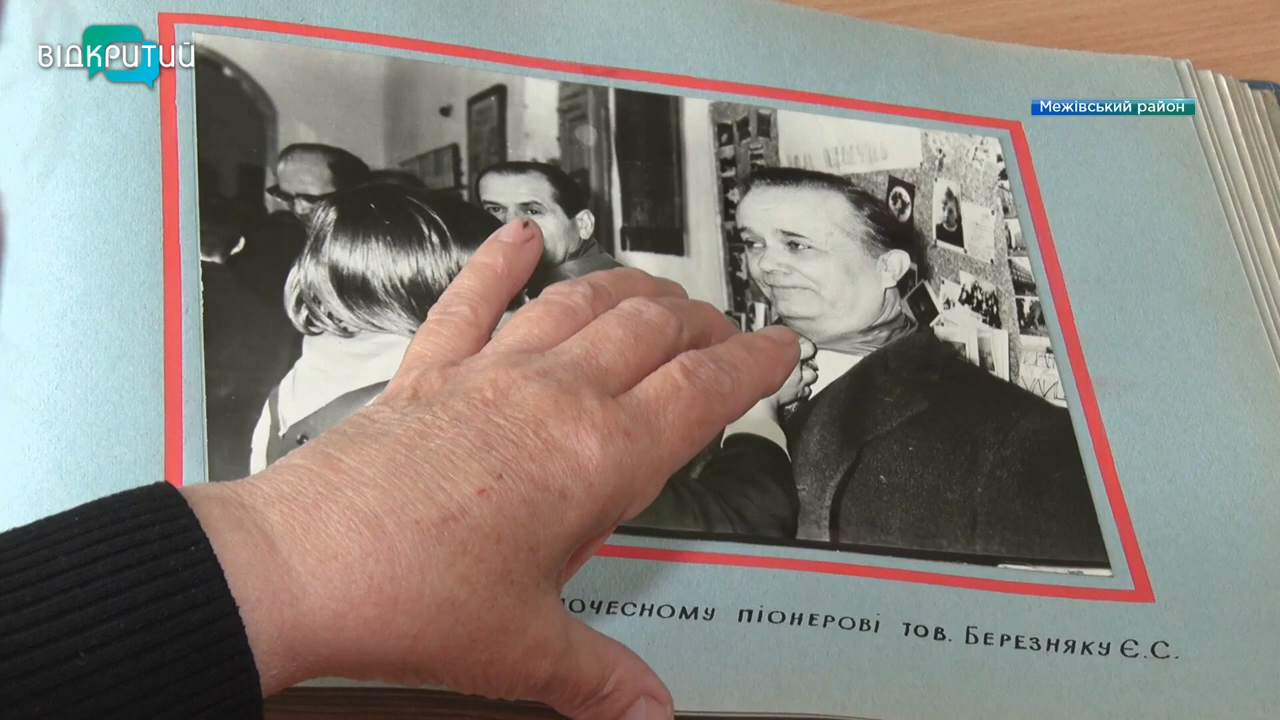 ВІДКРИТИЙ
Межівський район
ПОЧЕСНОМУ ПІОНЕРОВІ ТОВ. БЕРЕЗНЯКУ Є.С.